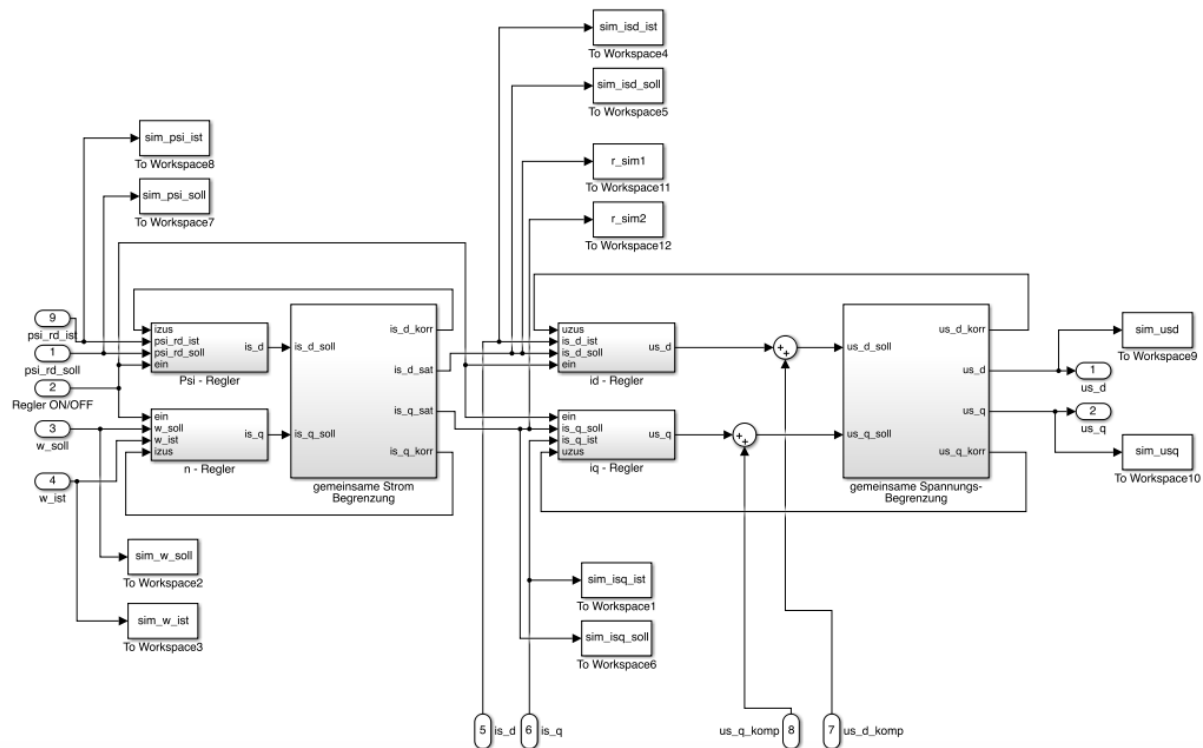 sim_isd_ist
To Workspace4
sim_isd_soll
To Workspace5
sim_psi_ist
To Workspace8
r_sim1
To Workspace11
sim_psi_soll
To Workspace7
r_sim2
To Workspace12
9
psi_rd_ist
1
psi_rd_soll
2
Regler ON/OFF
3
w_soll
4
w_ist
izus
psi_rd_ist
psi_rd_soll
ein
is_d
Psi - Regler
ein
w_soll
w_ist
izus
is_q
n - Regler
is_d_soll
is_q_soll
is_d_korr
is_d_sat
is_q_sat
is_q_korr
gemeinsame Strom
Begrenzung
uzus
is_d_ist
is_d_soll
ein
us_d
id - Regler
ein
is_q_soll
is_q_ist
uzus
us_q
iq - Regler
++
++
us_d_soll
us_q_soll
us_d_korr
us_d
us_q
us_q_korr
gemeinsame Spannungs-
Begrenzung
sim_usd
To Workspace9
1
us_d
2
us_q
sim_usq
To Workspace10
sim_w_soll
To Workspace2
sim_w_ist
To Workspace3
sim_isq_ist
To Workspace1
sim_isq_soll
To Workspace6
5 is_d
6 is_q
us_q_komp 8
7 us_d_komp